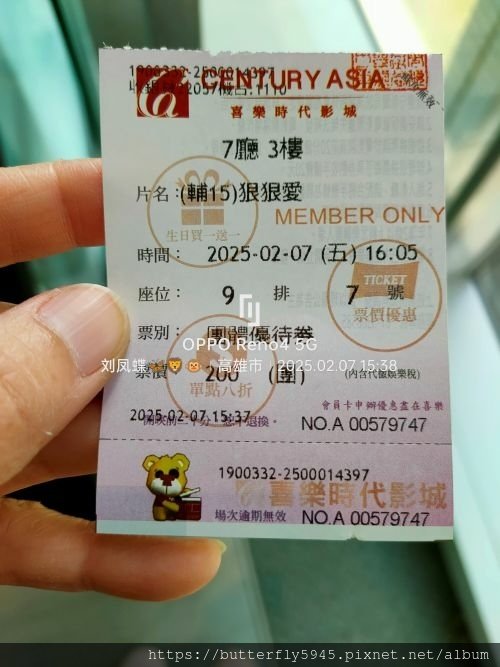 1900332-2500014397
CENTURY ASIA
喜樂時代影城
7廳 3樓
片名：(輔15)狠狠愛
生日買一送一
MEMBER ONLY
時間： 2025-02-07 (五) 16:05
座位： 9 排 7 號
TICKET
票價優惠
票別： 團體優待券
OPPO Reno4 5G
刘凤蝶 高雄市 2025.02.07 15:38
票價： 200 (團)
(內含代徵娛樂稅)
單點八折
會員卡申辦優惠盡在喜樂
2025-02-07 15:37
NO.A 00579747
1900332-2500014397
喜樂時代影城
場次逾期無效
NO.A 00579747
https://butterfly5945.pixnet.net/album